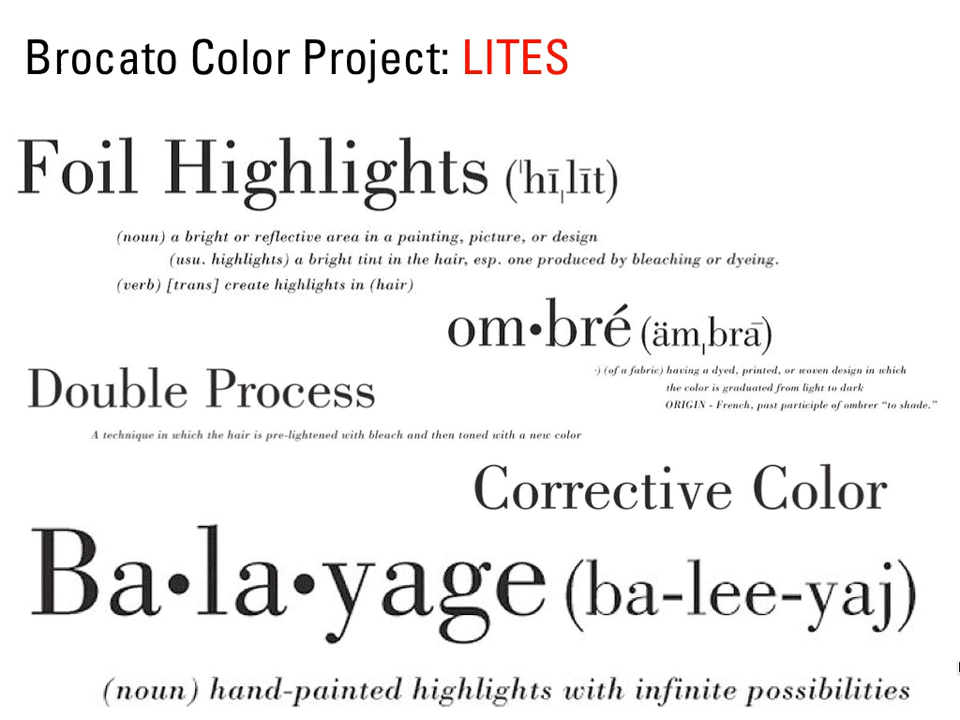 Brocato Color Project: LITES
Foil Highlights (ˈhīˌlīt)
(noun) a bright or reflective area in a painting, picture, or design
(usu. highlights) a bright tint in the hair, esp. one produced by bleaching or dyeing.
(verb) [trans] create highlights in (hair)
om•bré (ämˌbrā)
) (of a fabric) having a dyed, printed, or woven design in which
the color is graduated from light to dark
ORIGIN - French, past participle of ombrer “to shade.”
Double Process
A technique in which the hair is pre-lightened with bleach and then toned with a new color
Corrective Color
Ba•la•yage (ba-lee-yaj)
(noun) hand-painted highlights with infinite possibilities